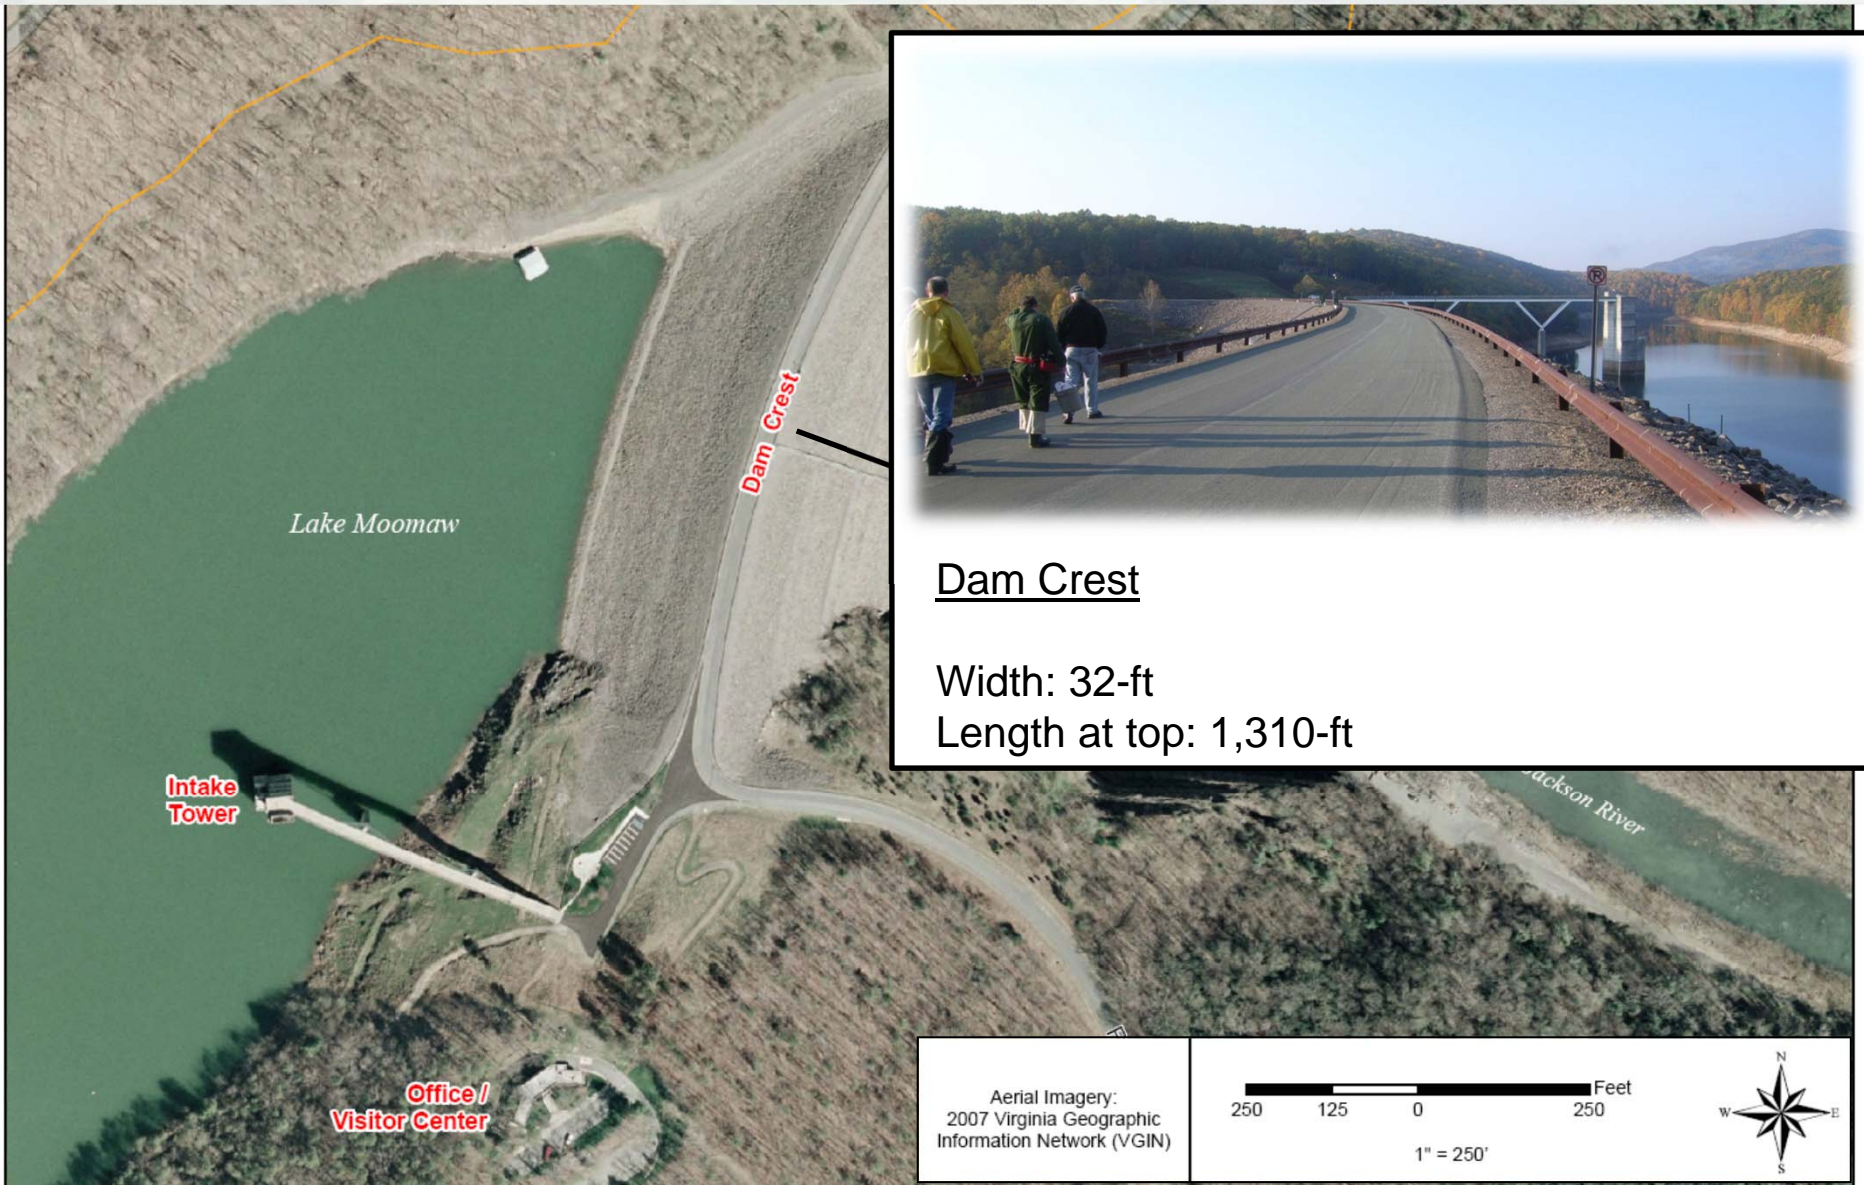 Dam Crest
Lake Moomaw
Intake
Tower
Office /
Visitor Center
Dam Crest
Width: 32-ft
Length at top: 1,310-ft
Jackson River
Aerial Imagery:
2007 Virginia Geographic
Information Network (VGIN)
Feet
250 125 0 250
1" = 250'
N
W E
S